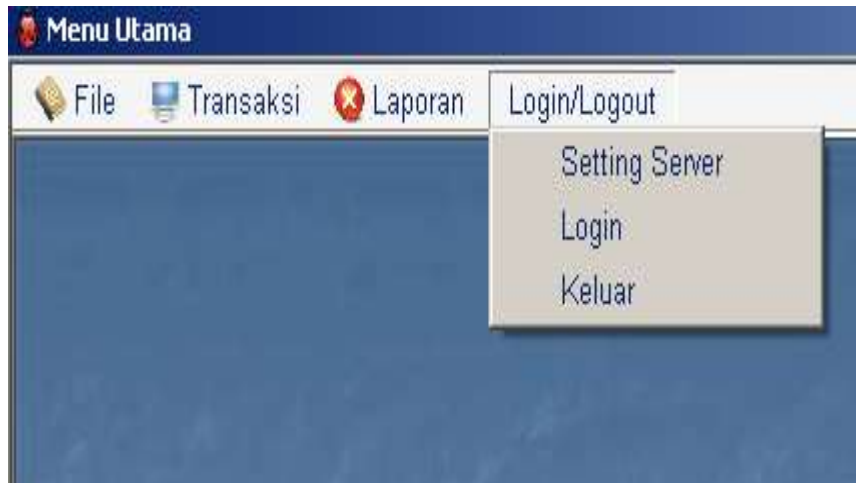 Menu Utama
File Transaksi Laporan Login/Logout
Setting Server
Login
Keluar